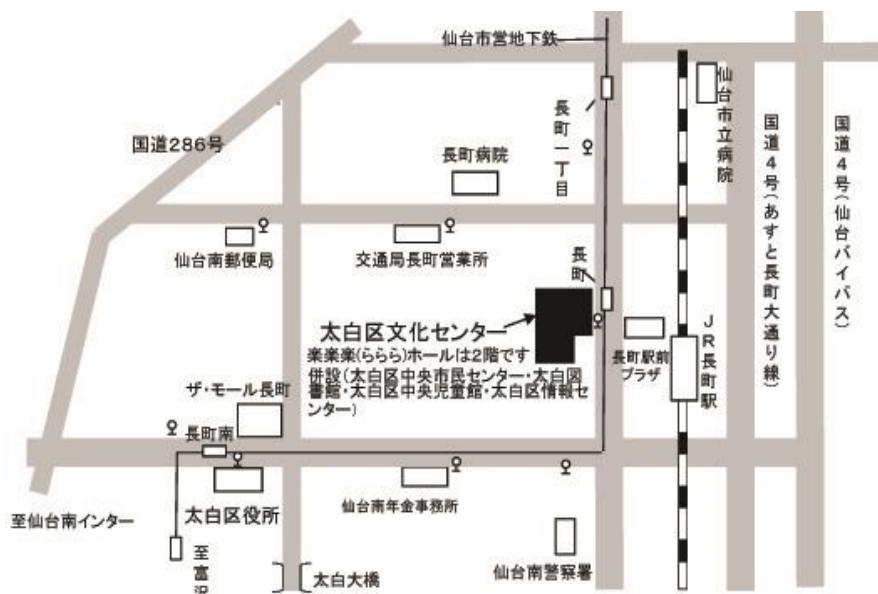 仙台市営地下鉄
仙台市立病院
国道286号
長町一丁目
長町病院
国道4号(あすと長町大通り線)
国道4号(仙台バイパス)
仙台南郵便局
交通局長町営業所
長町
太白区文化センター
楽楽楽(ららら)ホールは2階です
併設(太白区中央市民センター・太白図
書館・太白区中央児童館・太白区情報セ
ンター)
長町駅前
プラザ
JR長町駅
ザ・モール長町
長町南
太白区役所
仙台南年金事務所
至仙台南インター
仙台南警察署
至富沢
太白大橋